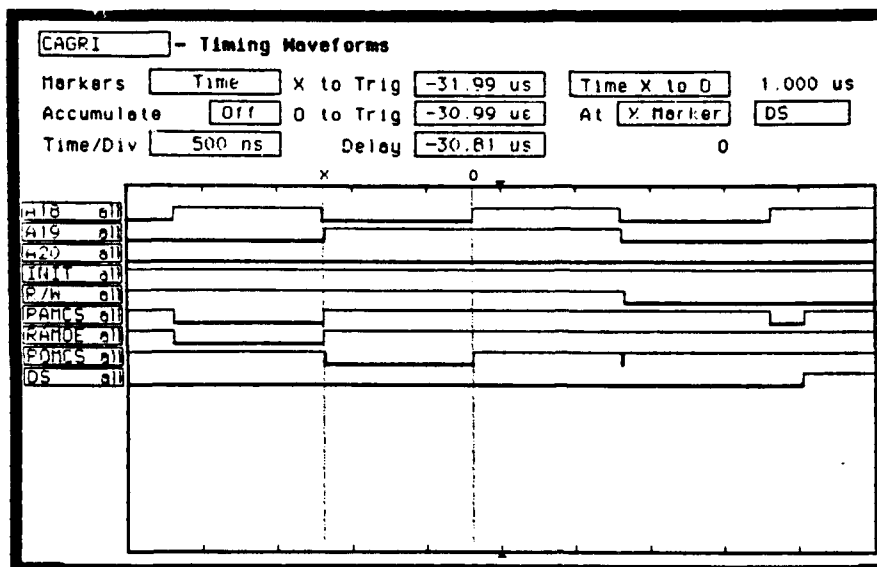 CAGRI - Timing Waveforms
Markers Time X to Trig -31.99 us Time X to O 1.000 us
Accumulate Off O to Trig -30.99 us At X Marker DS
Time/Div 500 ns Delay -30.81 us 0
X O
A18 all
A19 all
A20 all
INIT all
R/W all
RAMCS all
RAMOE all
ROMCS all
DS all